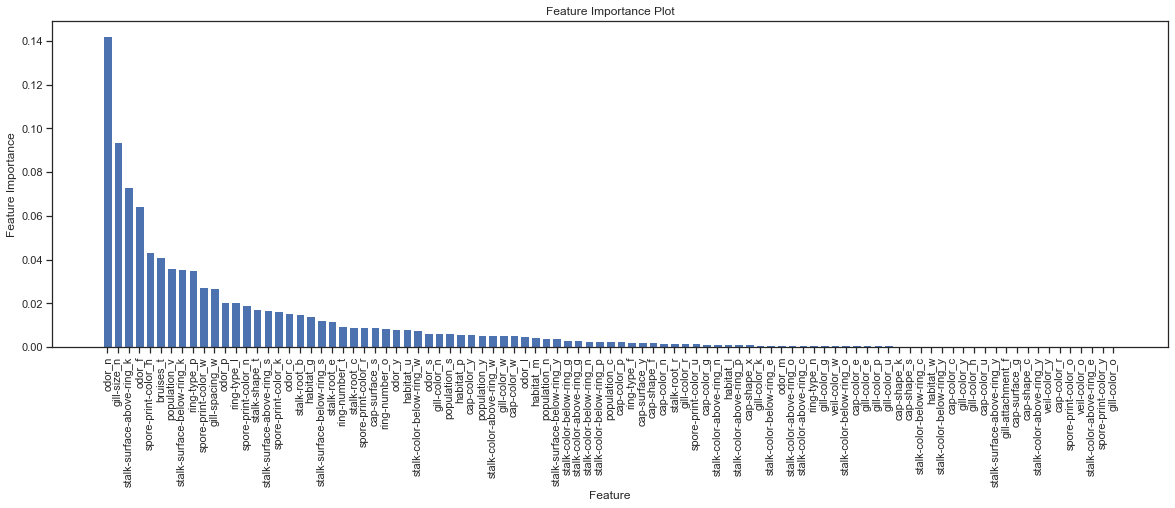 Feature Importance Plot
Feature Importance
0.14
0.12
0.10
0.08
0.06
0.04
0.02
0.00
odor_n
gill-size_n
stalk-surface-above-ring_k
odor_f
spore-print-color_h
bruises_t
population_v
stalk-surface-below-ring_k
ring-type_p
spore-print-color_w
gill-spacing_w
odor_p
ring-type_l
spore-print-color_n
stalk-shape_t
stalk-surface-above-ring_s
spore-print-color_k
odor_c
stalk-root_b
habitat_g
stalk-surface-below-ring_s
stalk-root_e
ring-number_t
stalk-root_c
spore-print-color_r
cap-surface_s
ring-number_o
odor_y
habitat_u
stalk-color-below-ring_w
odor_s
gill-color_n
population_s
habitat_p
cap-color_y
population_y
stalk-color-above-ring_w
gill-color_w
cap-color_w
odor_l
habitat_m
population_n
stalk-surface-below-ring_y
stalk-color-below-ring_g
stalk-color-above-ring_g
stalk-color-below-ring_n
stalk-color-below-ring_p
population_c
cap-color_p
ring-type_f
cap-surface_y
cap-shape_f
cap-color_n
stalk-root_r
gill-color_r
spore-print-color_u
cap-color_g
stalk-color-above-ring_n
habitat_l
stalk-color-above-ring_p
cap-shape_x
gill-color_k
stalk-color-below-ring_e
odor_m
stalk-color-above-ring_o
stalk-color-above-ring_c
ring-type_n
gill-color_g
veil-color_w
stalk-color-below-ring_o
cap-color_e
gill-color_e
gill-color_p
gill-color_u
cap-shape_k
cap-shape_s
stalk-color-below-ring_c
habitat_w
stalk-color-below-ring_y
cap-color_c
gill-color_y
gill-color_h
cap-color_u
stalk-surface-above-ring_y
gill-attachment_f
cap-surface_g
cap-shape_c
stalk-color-above-ring_y
veil-color_y
cap-color_r
spore-print-color_o
veil-color_o
stalk-color-above-ring_e
spore-print-color_y
gill-color_o
Feature